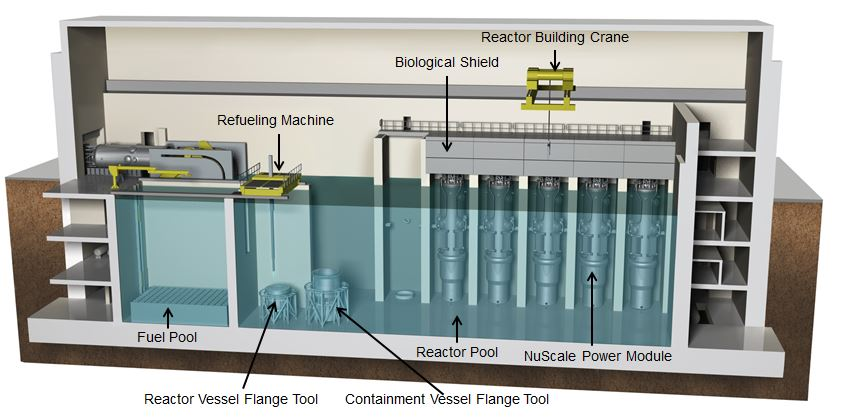 Reactor Building Crane
Biological Shield
Refueling Machine
Fuel Pool
Reactor Pool
NuScale Power Module
Reactor Vessel Flange Tool
Containment Vessel Flange Tool